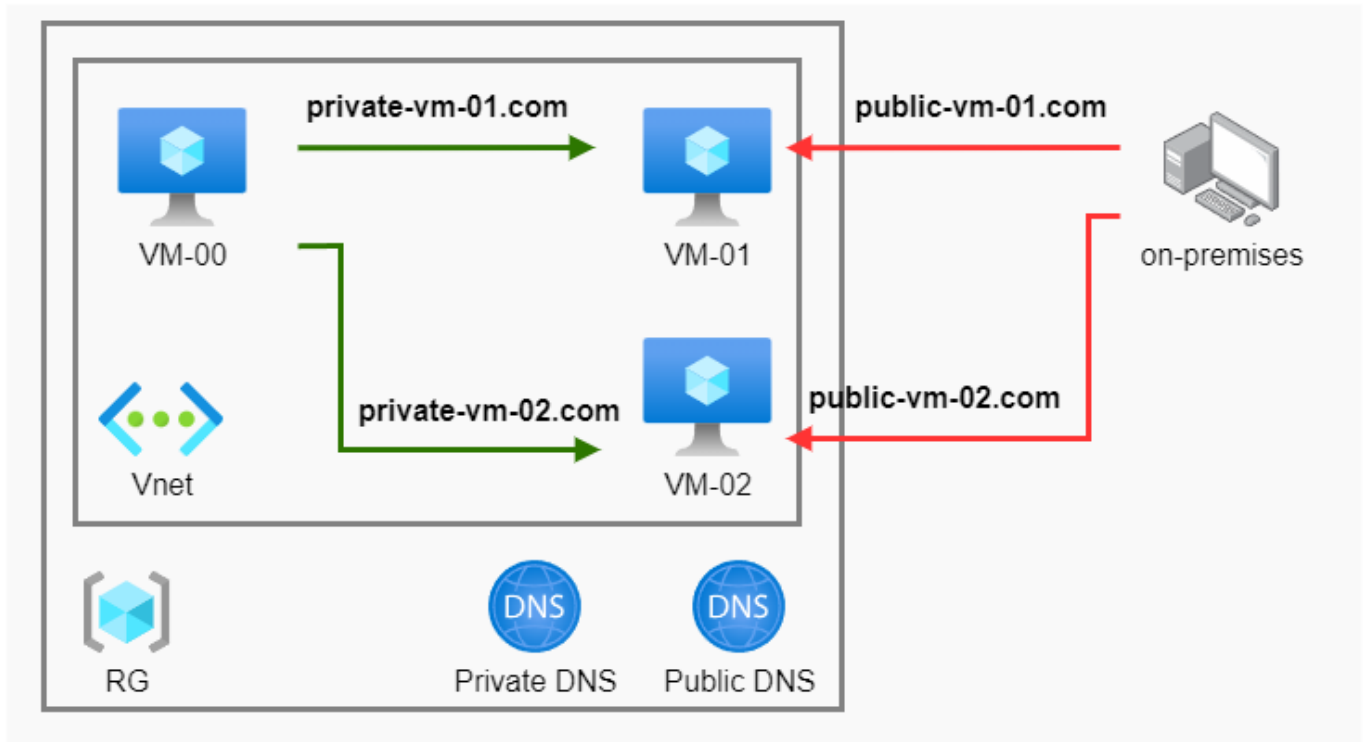 private-vm-01.com
public-vm-01.com
VM-00
VM-01
on-premises
private-vm-02.com
public-vm-02.com
Vnet
VM-02
DNS
DNS
RG
Private DNS
Public DNS